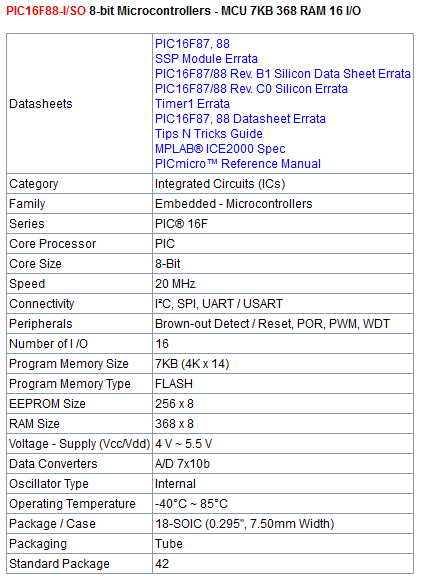 PIC16F88-I/SO 8-bit Microcontrollers - MCU 7KB 368 RAM 16 I/O
Datasheets
PIC16F87, 88
SSP Module Errata
PIC16F87/88 Rev. B1 Silicon Data Sheet Errata
PIC16F87/88 Rev. C0 Silicon Errata
Timer1 Errata
PIC16F87, 88 Datasheet Errata
Tips N Tricks Guide
MPLAB® ICE2000 Spec
PICmicro™ Reference Manual
Category Integrated Circuits (ICs)
Family Embedded - Microcontrollers
Series PIC® 16F
Core Processor PIC
Core Size 8-Bit
Speed 20 MHz
Connectivity I²C, SPI, UART / USART
Peripherals Brown-out Detect / Reset, POR, PWM, WDT
Number of I /O 16
Program Memory Size 7KB (4K x 14)
Program Memory Type FLASH
EEPROM Size 256 x 8
RAM Size 368 x 8
Voltage - Supply (Vcc/Vdd) 4 V ~ 5.5 V
Data Converters A/D 7x10b
Oscillator Type Internal
Operating Temperature -40°C ~ 85°C
Package / Case 18-SOIC (0.295", 7.50mm Width)
Packaging Tube
Standard Package 42